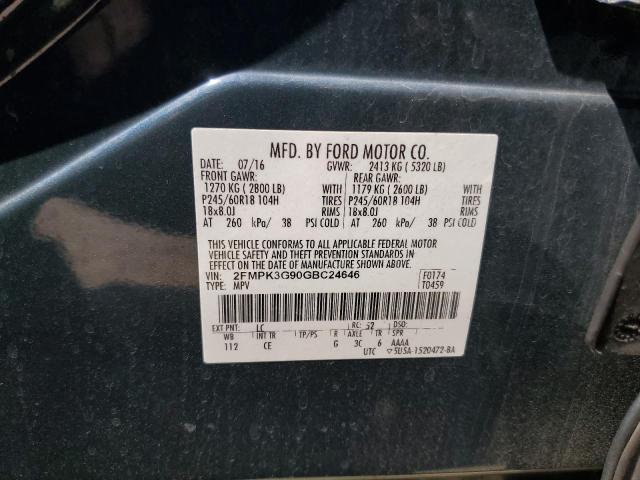 MFD. BY FORD MOTOR CO.
DATE: 07/16 GVWR: 2413 KG ( 5320 LB)
FRONT GAWR: REAR GAWR:
1270 KG ( 2800 LB) WITH 1179 KG ( 2600 LB) WITH
P245/60R18 104H TIRES P245/60R18 104H TIRES
18x8.0J RIMS 18x8.0J RIMS
AT 260 kPa/ 38 PSI COLD AT 260 kPa/ 38 PSI COLD
THIS VEHICLE CONFORMS TO ALL APPLICABLE FEDERAL MOTOR
VEHICLE SAFETY AND THEFT PREVENTION STANDARDS IN
EFFECT ON THE DATE OF MANUFACTURE SHOWN ABOVE.
VIN: 2FMPK3G90GBC24646 F0174
TYPE: MPV T0459
EXT PNT: LC RC: 52 DSO:
WB INT TR TP/PS R AXLE TR SPR
112 CE G 3C 6 AAAA
UTC ▽5U5A-1520472-BA